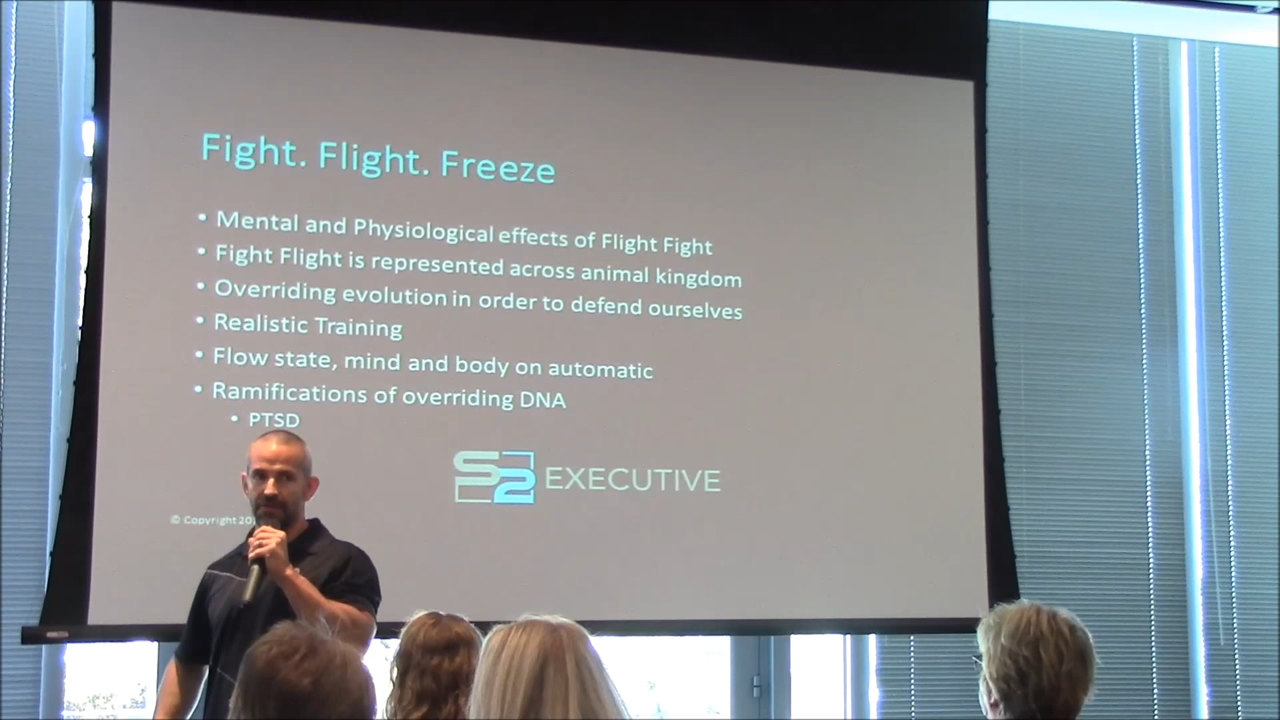 Fight. Flight. Freeze
• Mental and Physiological effects of Flight Fight
• Fight Flight is represented across animal kingdom
• Overriding evolution in order to defend ourselves
• Realistic Training
• Flow state, mind and body on automatic
• Ramifications of overriding DNA
• PTSD
S2 EXECUTIVE
© Copyright